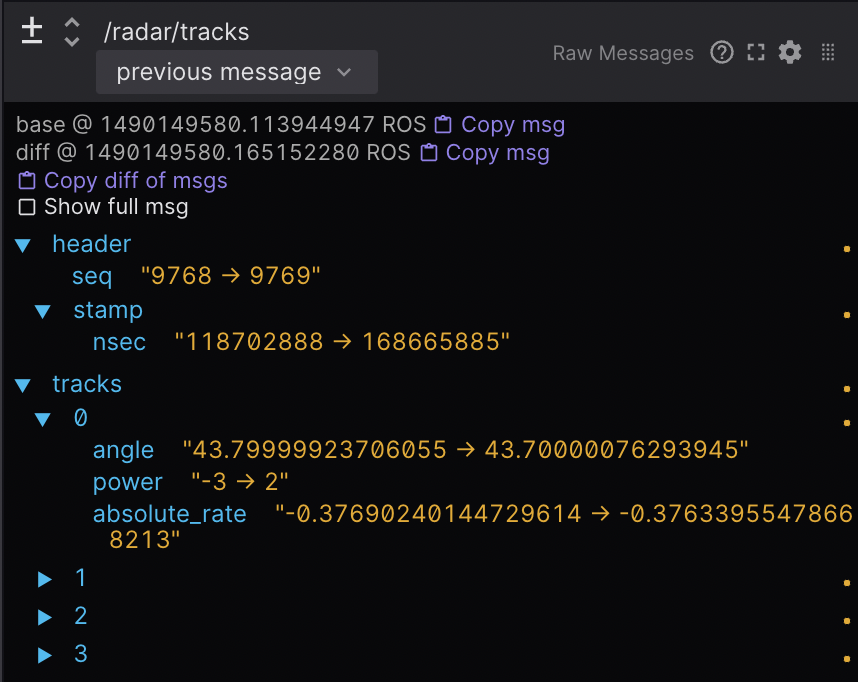 /radar/tracks
previous message
Raw Messages
base @ 1490149580.113944947 ROS Copy msg
diff @ 1490149580.165152280 ROS Copy msg
Copy diff of msgs
Show full msg
header
seq "9768 → 9769"
stamp
nsec "118702888 → 168665885"
tracks
0
angle "43.79999923706055 → 43.70000076293945"
power "-3 → 2"
absolute_rate "-0.37690240144729614 → -0.3763395547866
8213"
1
2
3